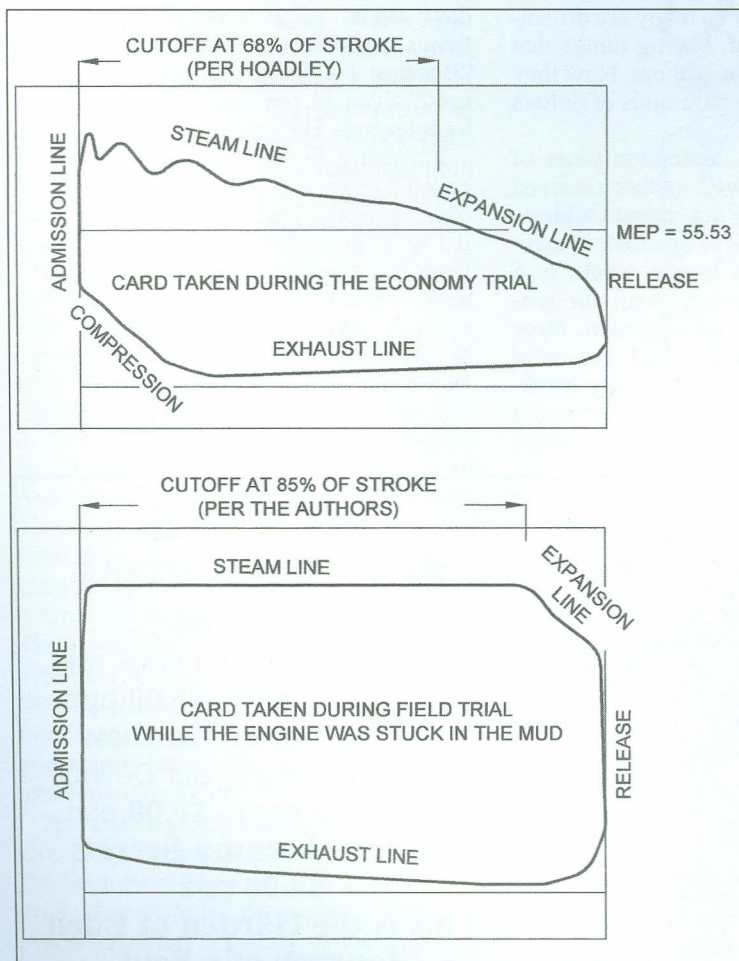 CUTOFF AT 68% OF STROKE
(PER HOADLEY)
ADMISSION LINE
STEAM LINE
EXPANSION LINE
MEP = 55.53
CARD TAKEN DURING THE ECONOMY TRIAL
RELEASE
COMPRESSION
EXHAUST LINE
CUTOFF AT 85% OF STROKE
(PER THE AUTHORS)
STEAM LINE
EXPANSION
LINE
ADMISSION LINE
CARD TAKEN DURING FIELD TRIAL
WHILE THE ENGINE WAS STUCK IN THE MUD
RELEASE
EXHAUST LINE